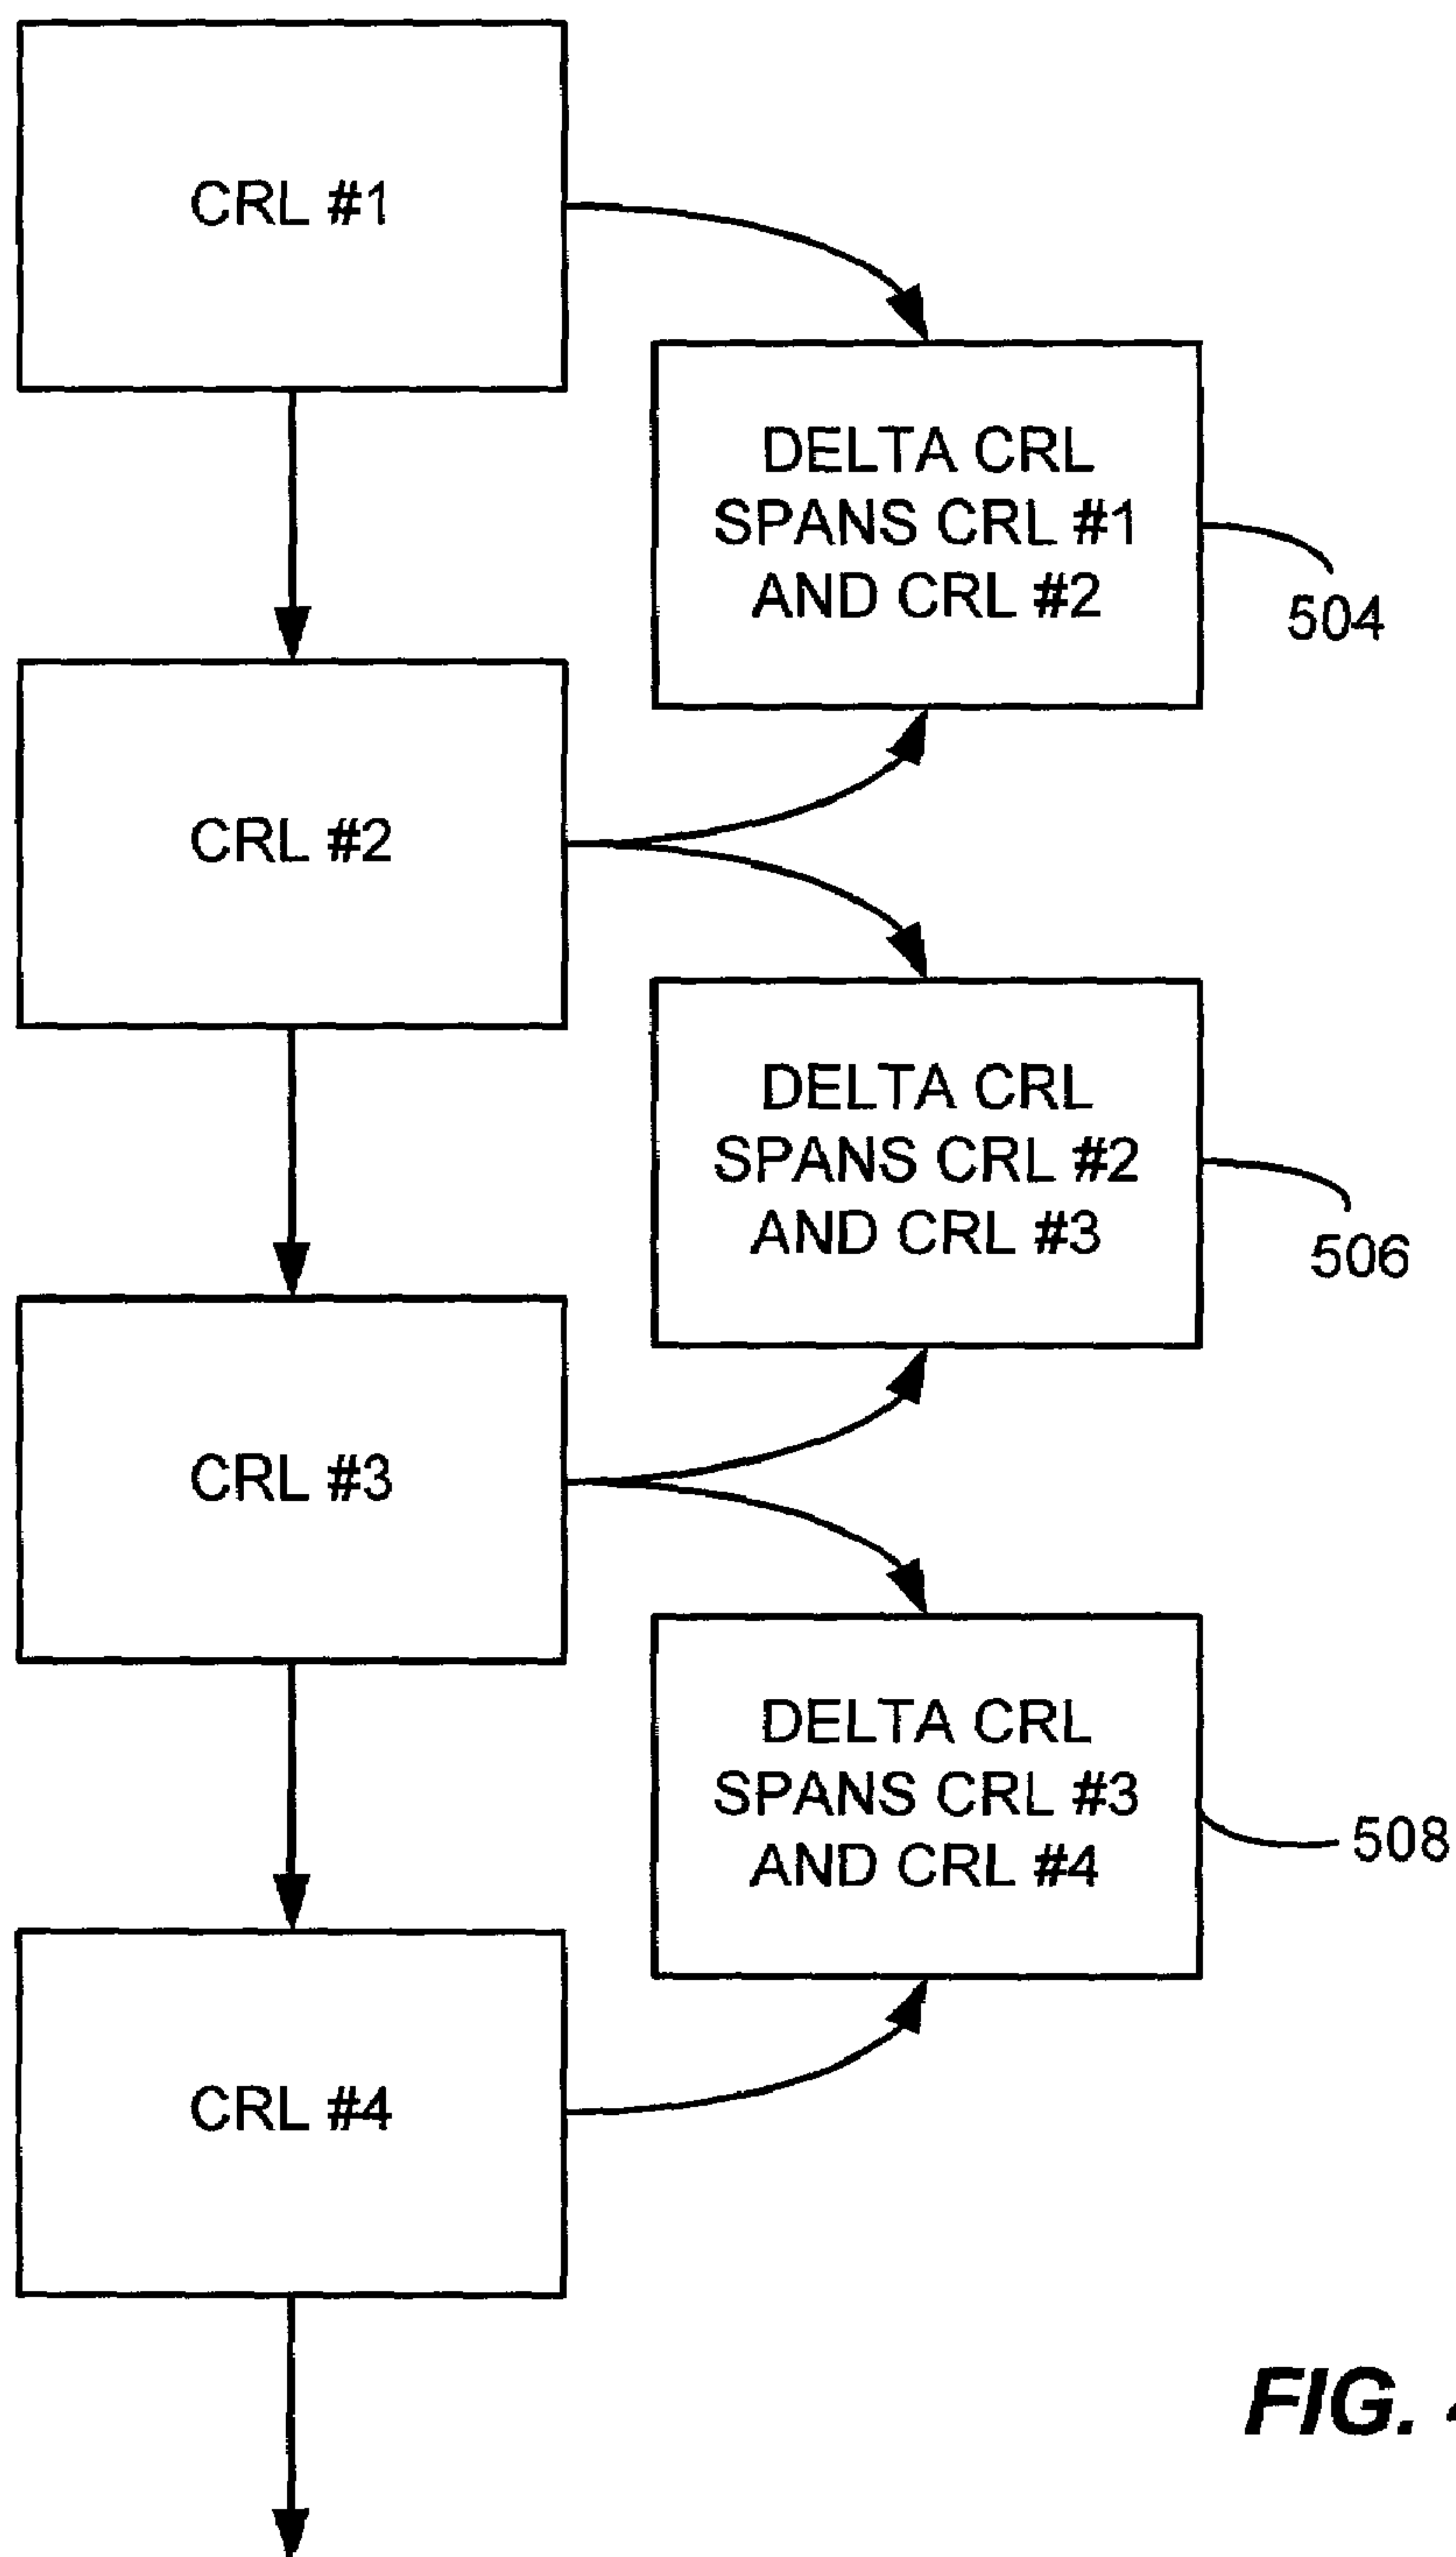 CRL #1
DELTA CRL
SPANS CRL #1
AND CRL #2
504
CRL #2
DELTA CRL
SPANS CRL #2
AND CRL #3
506
CRL #3
DELTA CRL
SPANS CRL #3
AND CRL #4
508
CRL #4
FIG.